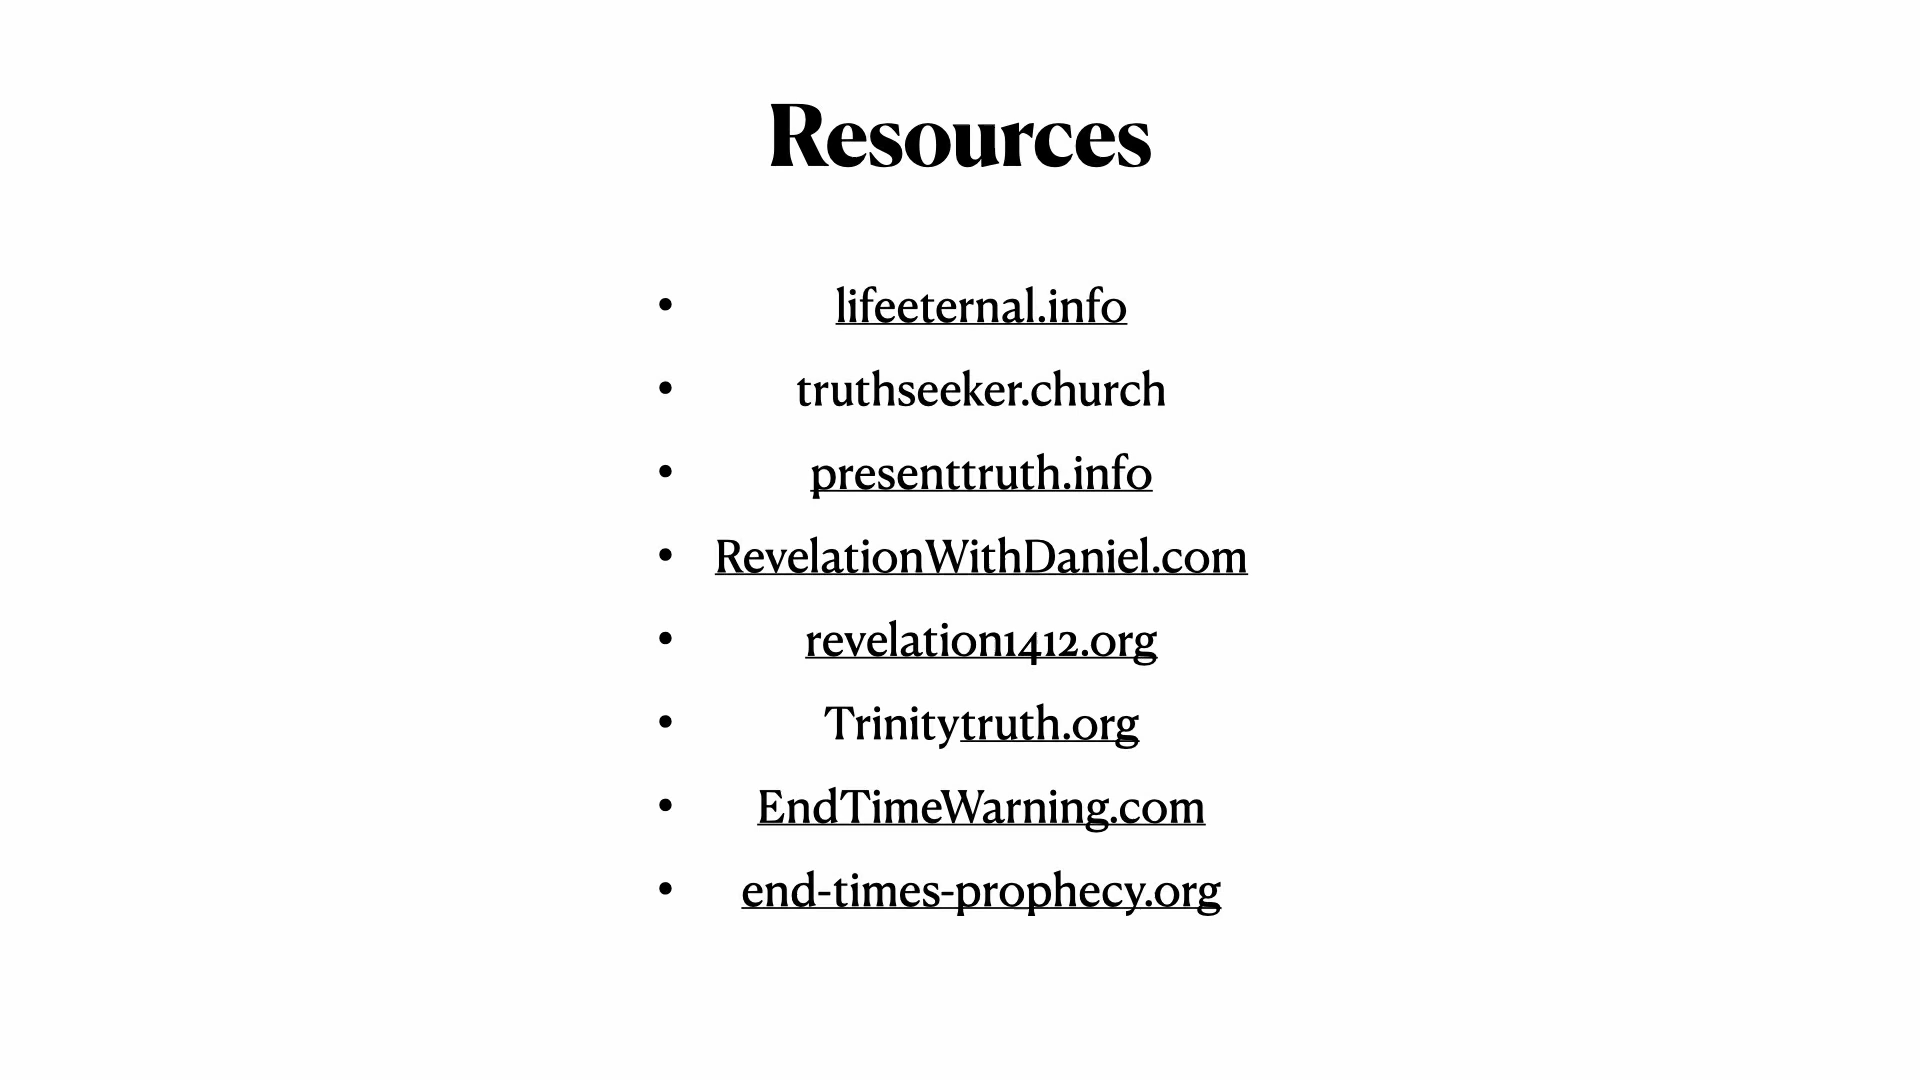 Resources
• lifeeternal.info
• truthseeker.church
• presenttruth.info
• RevelationWithDaniel.com
• revelation1412.org
• Trinitytruth.org
• EndTimeWarning.com
• end-times-prophecy.org